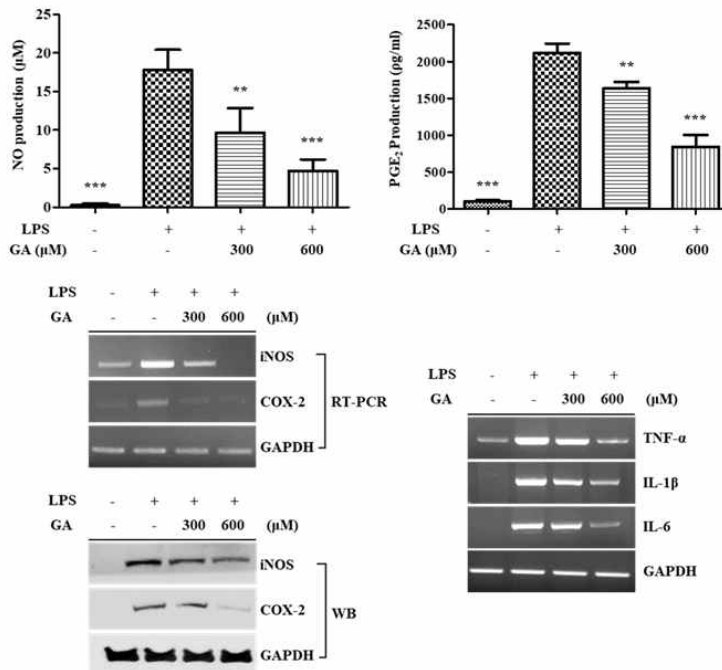 NO production (µM)
25
20
15
10
5
0
***
**
***
LPS - + + +
GA (µM) - - 300 600
PGE₂ Production (ρg/ml)
2500
2000
1500
1000
500
0
***
**
***
LPS - + + +
GA (µM) - - 300 600
LPS - + + +
GA - - 300 600 (µM)
iNOS
COX-2
GAPDH
RT-PCR
LPS - + + +
GA - - 300 600 (µM)
iNOS
COX-2
GAPDH
WB
LPS - + + +
GA - - 300 600 (µM)
TNF-α
IL-1β
IL-6
GAPDH